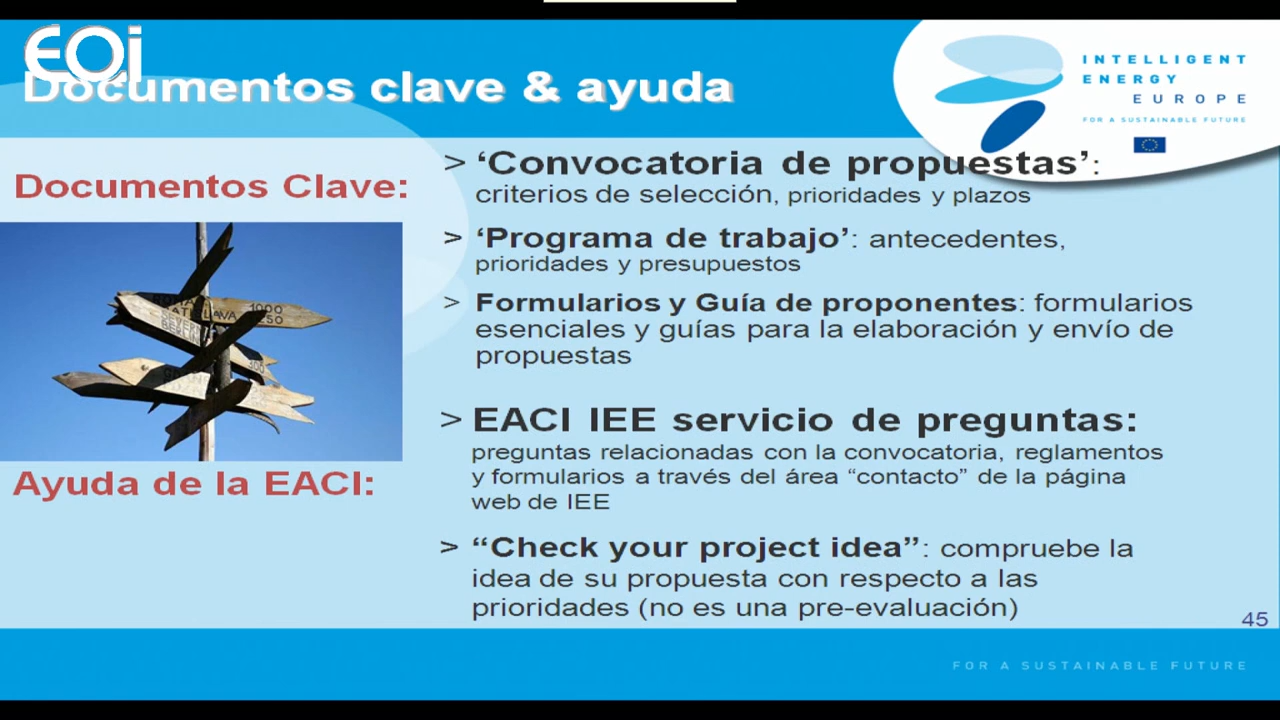 EOi
Documentos clave & ayuda
INTELLIGENT
ENERGY
EUROPE
FOR A SUSTAINABLE FUTURE
Documentos Clave:
> ‘Convocatoria de propuestas’:
criterios de selección, prioridades y plazos
> ‘Programa de trabajo’: antecedentes,
prioridades y presupuestos
> Formularios y Guía de proponentes: formularios
esenciales y guías para la elaboración y envío de
propuestas
1000
Ayuda de la EACI:
> EACI IEE servicio de preguntas:
preguntas relacionadas con la convocatoria, reglamentos
y formularios a través del área “contacto” de la página
web de IEE
> “Check your project idea”: compruebe la
idea de su propuesta con respecto a las
prioridades (no es una pre-evaluación)
45
FOR A SUSTAINABLE FUTURE